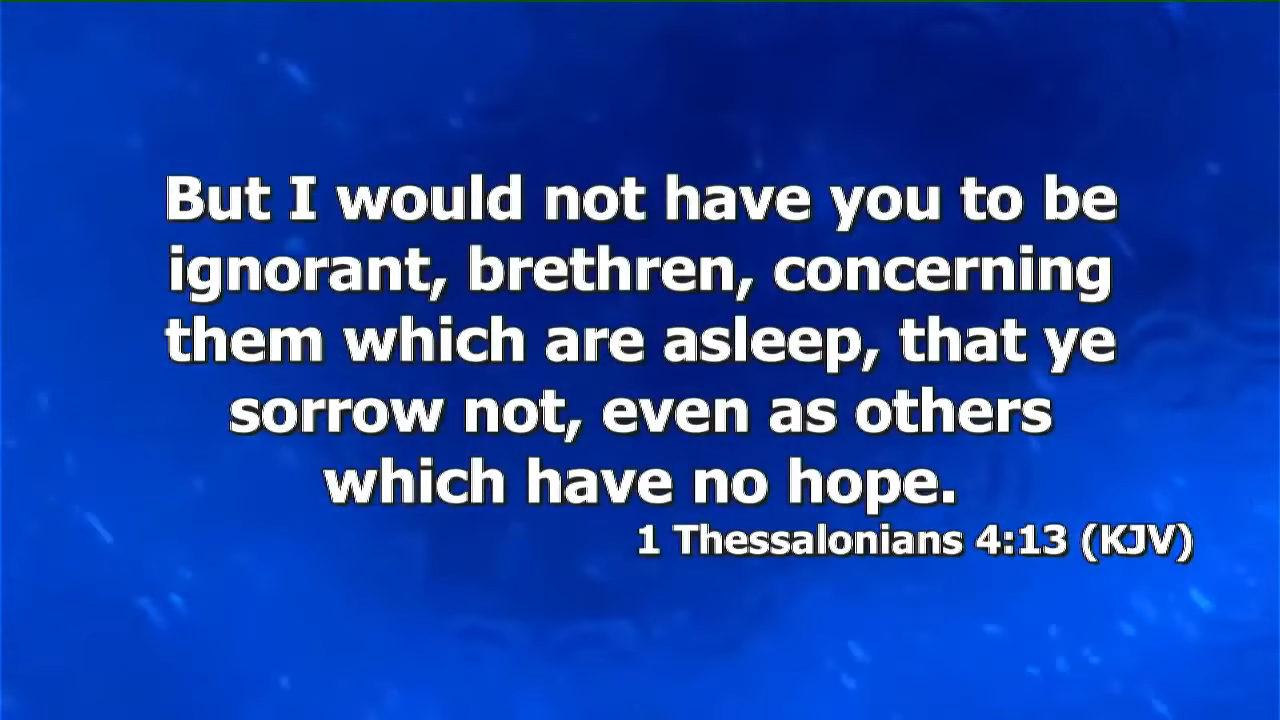 But I would not have you to be
ignorant, brethren, concerning
them which are asleep, that ye
sorrow not, even as others
which have no hope.
1 Thessalonians 4:13 (KJV)